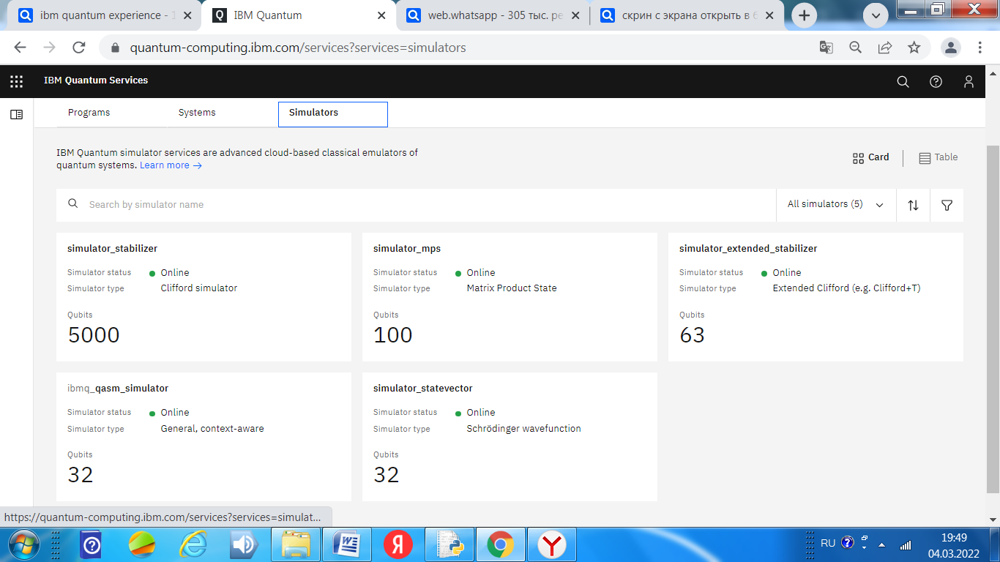 ibm quantum experience - 1
IBM Quantum
web.whatsapp - 305 тыс. ре
скрин с экрана открыть в
quantum-computing.ibm.com/services?services=simulators
IBM Quantum Services
Programs
Systems
Simulators
IBM Quantum simulator services are advanced cloud-based classical emulators of
quantum systems. Learn more →
Card
Table
Search by simulator name
All simulators (5)
simulator_stabilizer
Simulator status
Online
Simulator type
Clifford simulator
Qubits
5000
simulator_mps
Simulator status
Online
Simulator type
Matrix Product State
Qubits
100
simulator_extended_stabilizer
Simulator status
Online
Simulator type
Extended Clifford (e.g. Clifford+T)
Qubits
63
ibmq_qasm_simulator
Simulator status
Online
Simulator type
General, context-aware
Qubits
32
simulator_statevector
Simulator status
Online
Simulator type
Schrödinger wavefunction
Qubits
32
https://quantum-computing.ibm.com/services?services=simulat...
RU
19:49
04.03.2022